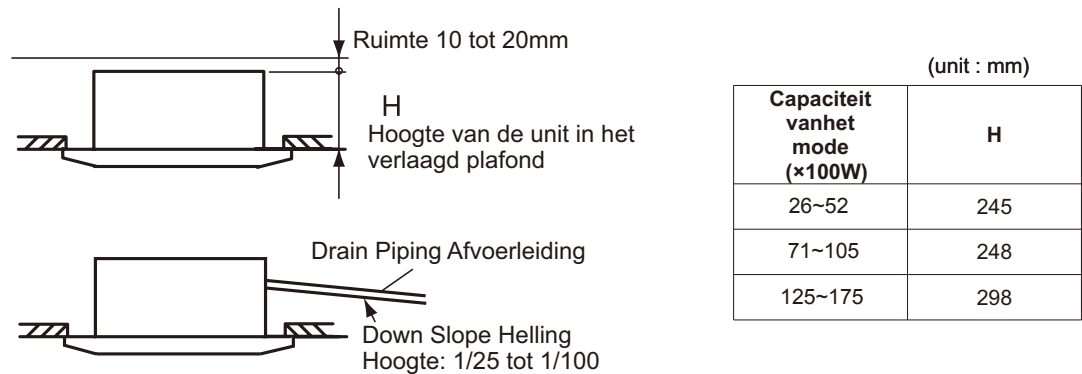 Ruimte 10 tot 20mm
H
Hoogte van de unit in het
verlaagd plafond
Drain Piping Afvoerleiding
Down Slope Helling
Hoogte: 1/25 tot 1/100
(unit : mm)
Capaciteit
vanhet
mode
(×100W)
H
26~52 245
71~105 248
125~175 298